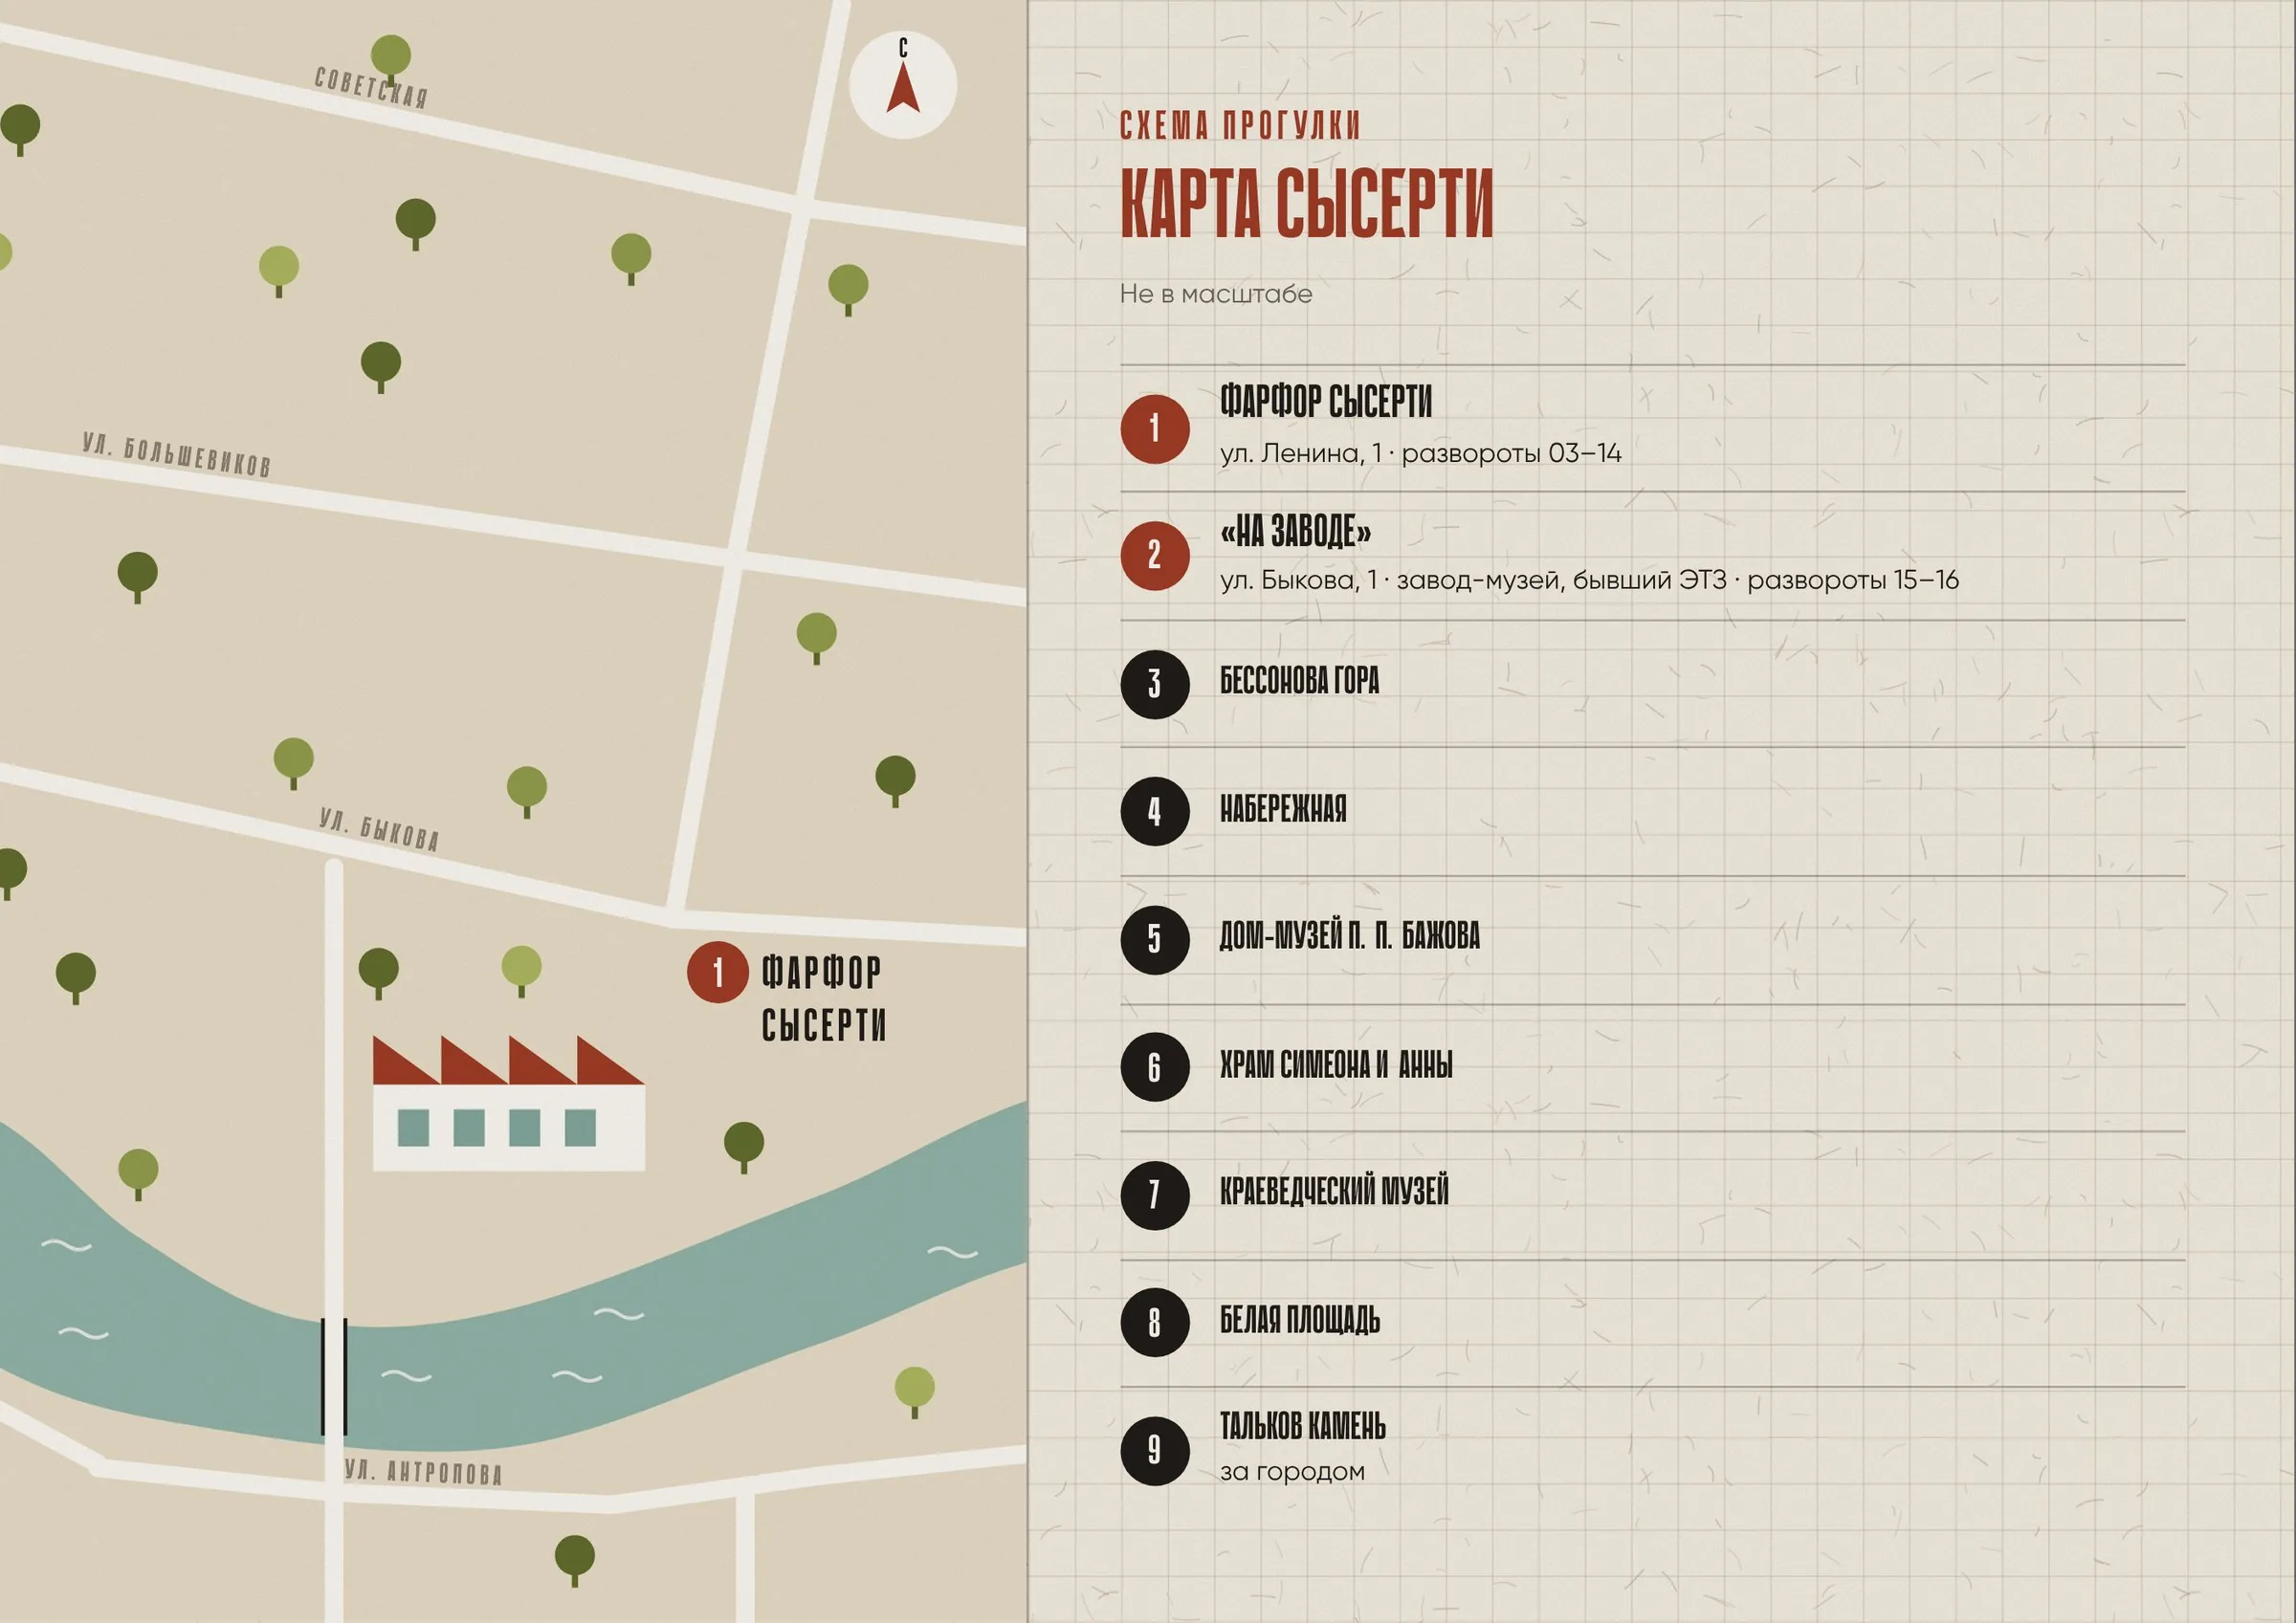 СОВЕТСКАЯ
С
УЛ. БОЛЬШЕВИКОВ
УЛ. БЫКОВА
1
ФАРФОР
СЫСЕРТИ
УЛ. АНТРОПОВА
СХЕМА ПРОГУЛКИ
КАРТА СЫСЕРТИ
Не в масштабе
1
ФАРФОР СЫСЕРТИ
ул. Ленина, 1 · развороты 03–14
2
«НА ЗАВОДЕ»
ул. Быкова, 1 · завод-музей, бывший ЭТЗ · развороты 15–16
3
БЕССОНОВА ГОРА
4
НАБЕРЕЖНАЯ
5
ДОМ-МУЗЕЙ П. П. БАЖОВА
6
ХРАМ СИМЕОНА И АННЫ
7
КРАЕВЕДЧЕСКИЙ МУЗЕЙ
8
БЕЛАЯ ПЛОЩАДЬ
9
ТАЛЬКОВ КАМЕНЬ
за городом